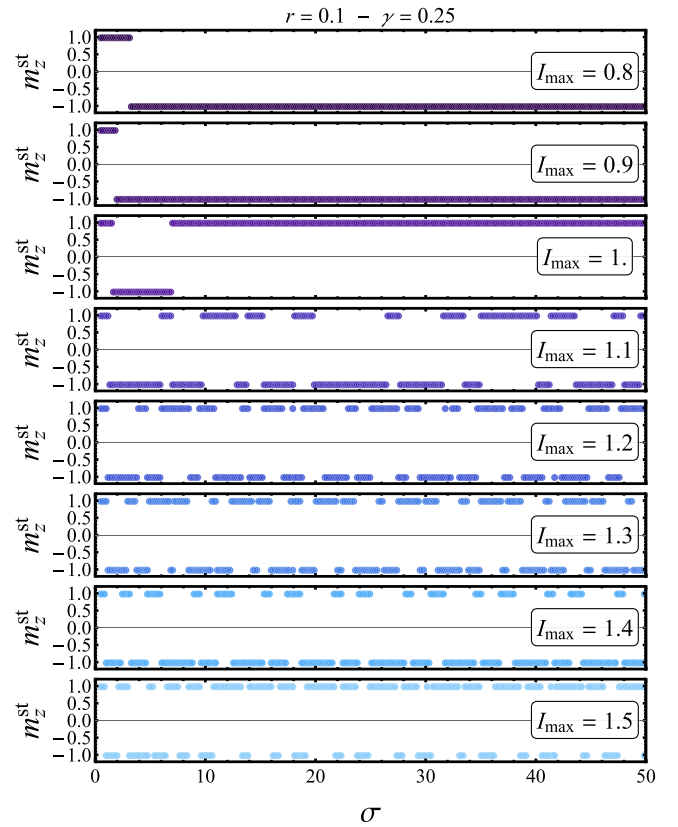 r = 0.1 – γ = 0.25
m_z^st 1.0 0.5 0.0 −0.5 −1.0 I_max = 0.8
m_z^st 1.0 0.5 0.0 −0.5 −1.0 I_max = 0.9
m_z^st 1.0 0.5 0.0 −0.5 −1.0 I_max = 1.
m_z^st 1.0 0.5 0.0 −0.5 −1.0 I_max = 1.1
m_z^st 1.0 0.5 0.0 −0.5 −1.0 I_max = 1.2
m_z^st 1.0 0.5 0.0 −0.5 −1.0 I_max = 1.3
m_z^st 1.0 0.5 0.0 −0.5 −1.0 I_max = 1.4
m_z^st 1.0 0.5 0.0 −0.5 −1.0 I_max = 1.5
0 10 20 30 40 50
σ